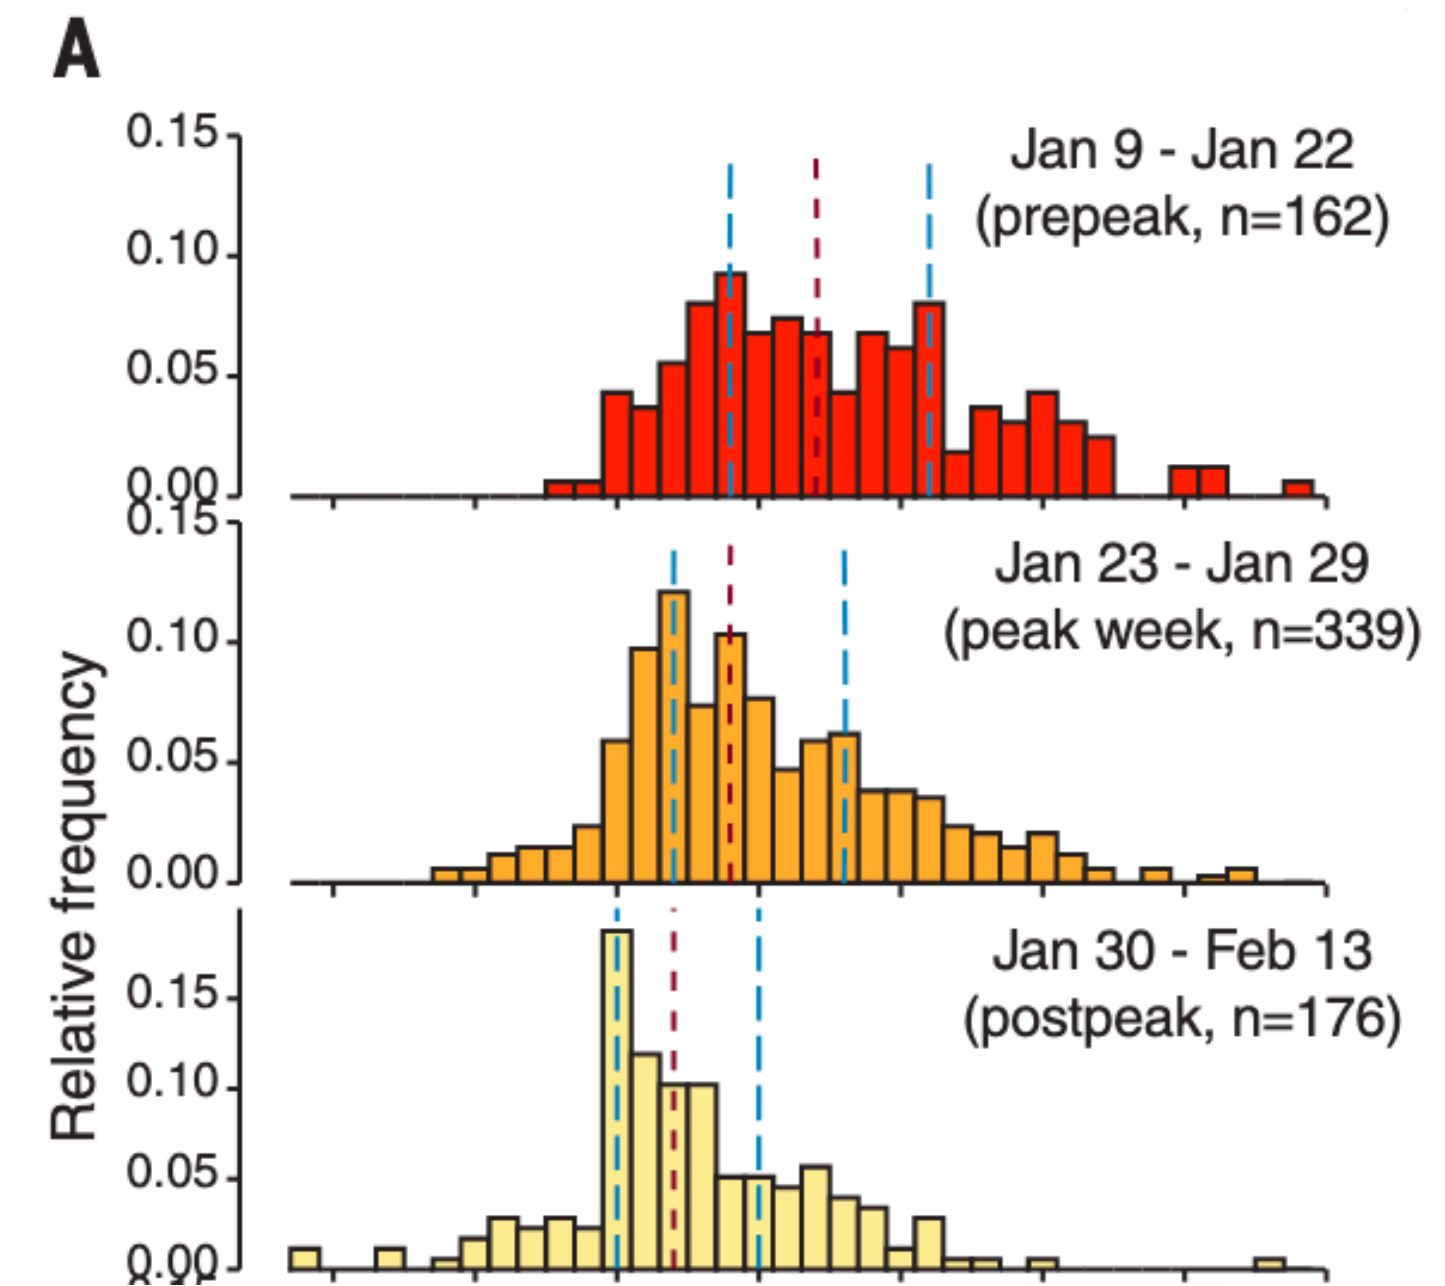 A
0.15
0.10
0.05
0.00
Jan 9 - Jan 22
(prepeak, n=162)
0.15
0.10
0.05
0.00
Jan 23 - Jan 29
(peak week, n=339)
Relative frequency
0.15
0.10
0.05
0.00
Jan 30 - Feb 13
(postpeak, n=176)